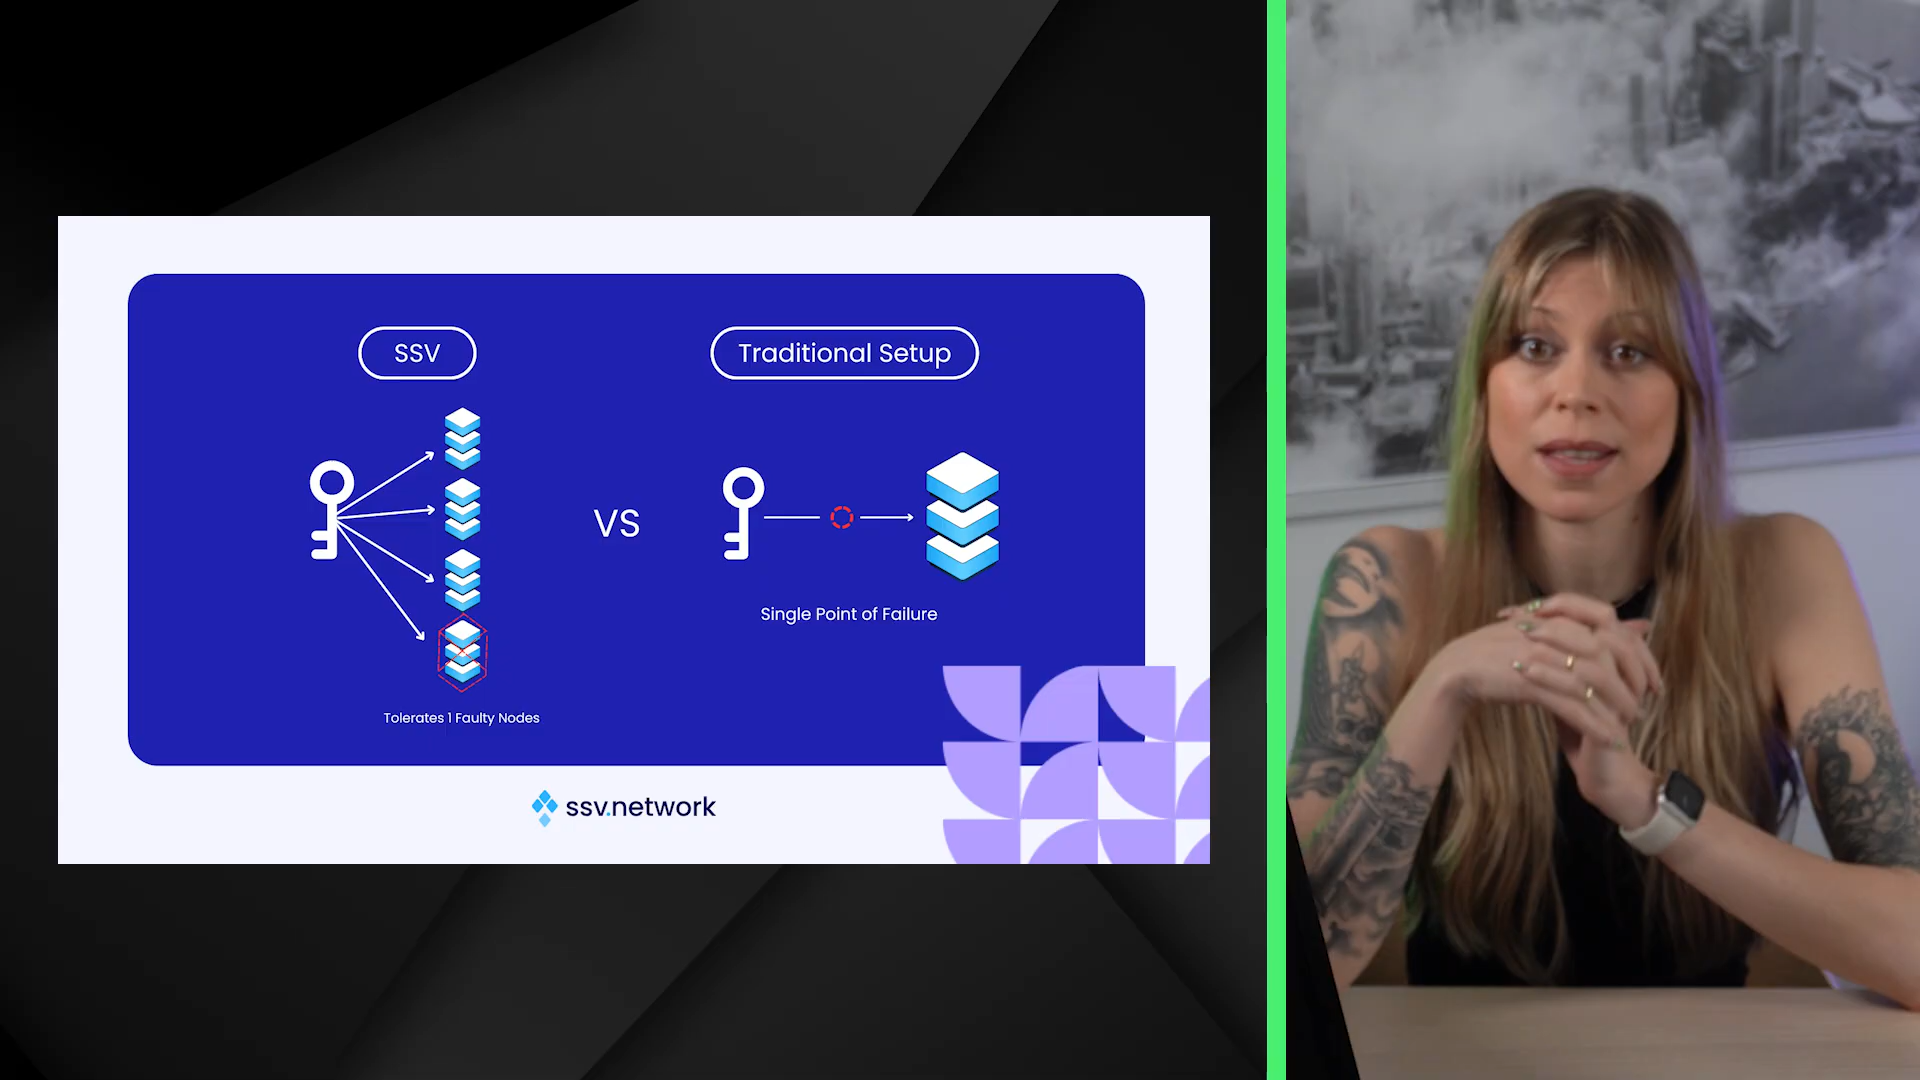 SSV
Traditional Setup
VS
Single Point of Failure
Tolerates 1 Faulty Nodes
ssv.network